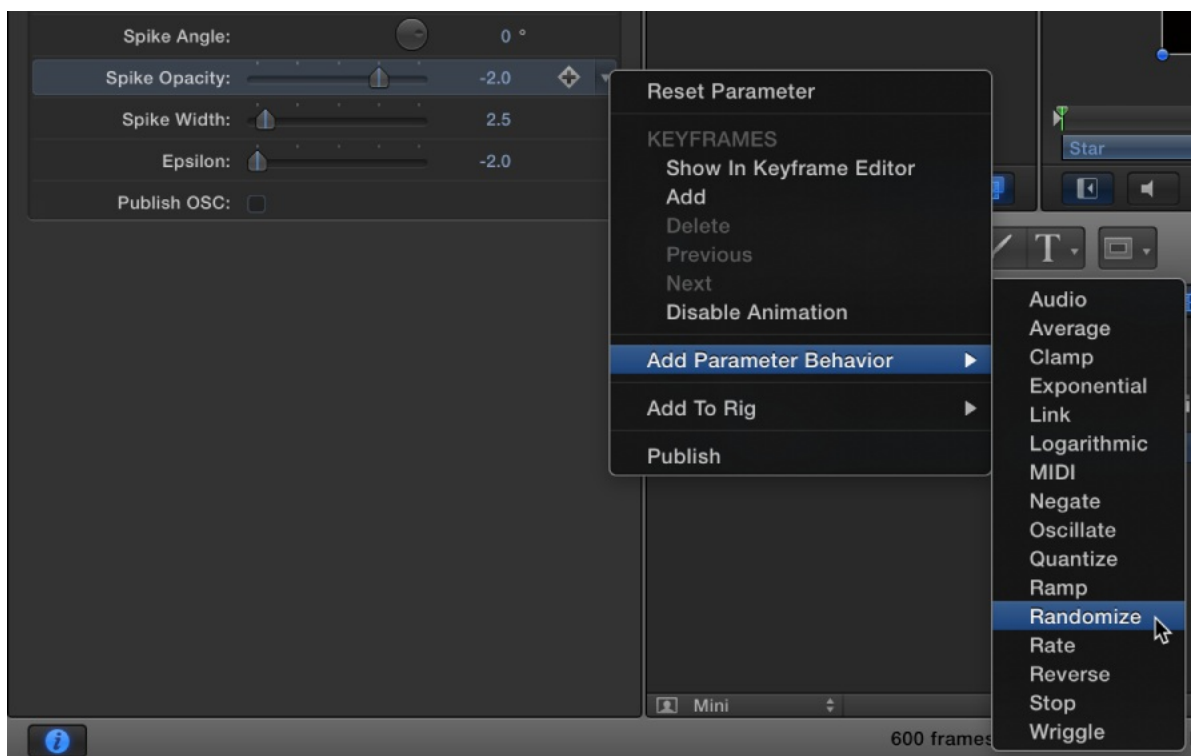 Spike Angle: 0 °
Spike Opacity: -2.0
Spike Width: 2.5
Epsilon: -2.0
Publish OSC:
Reset Parameter
KEYFRAMES
Show In Keyframe Editor
Add
Delete
Previous
Next
Disable Animation
Add Parameter Behavior
Add To Rig
Publish
Star
T
Audio
Average
Clamp
Exponential
Link
Logarithmic
MIDI
Negate
Oscillate
Quantize
Ramp
Randomize
Rate
Reverse
Stop
Wriggle
Mini
600 frames